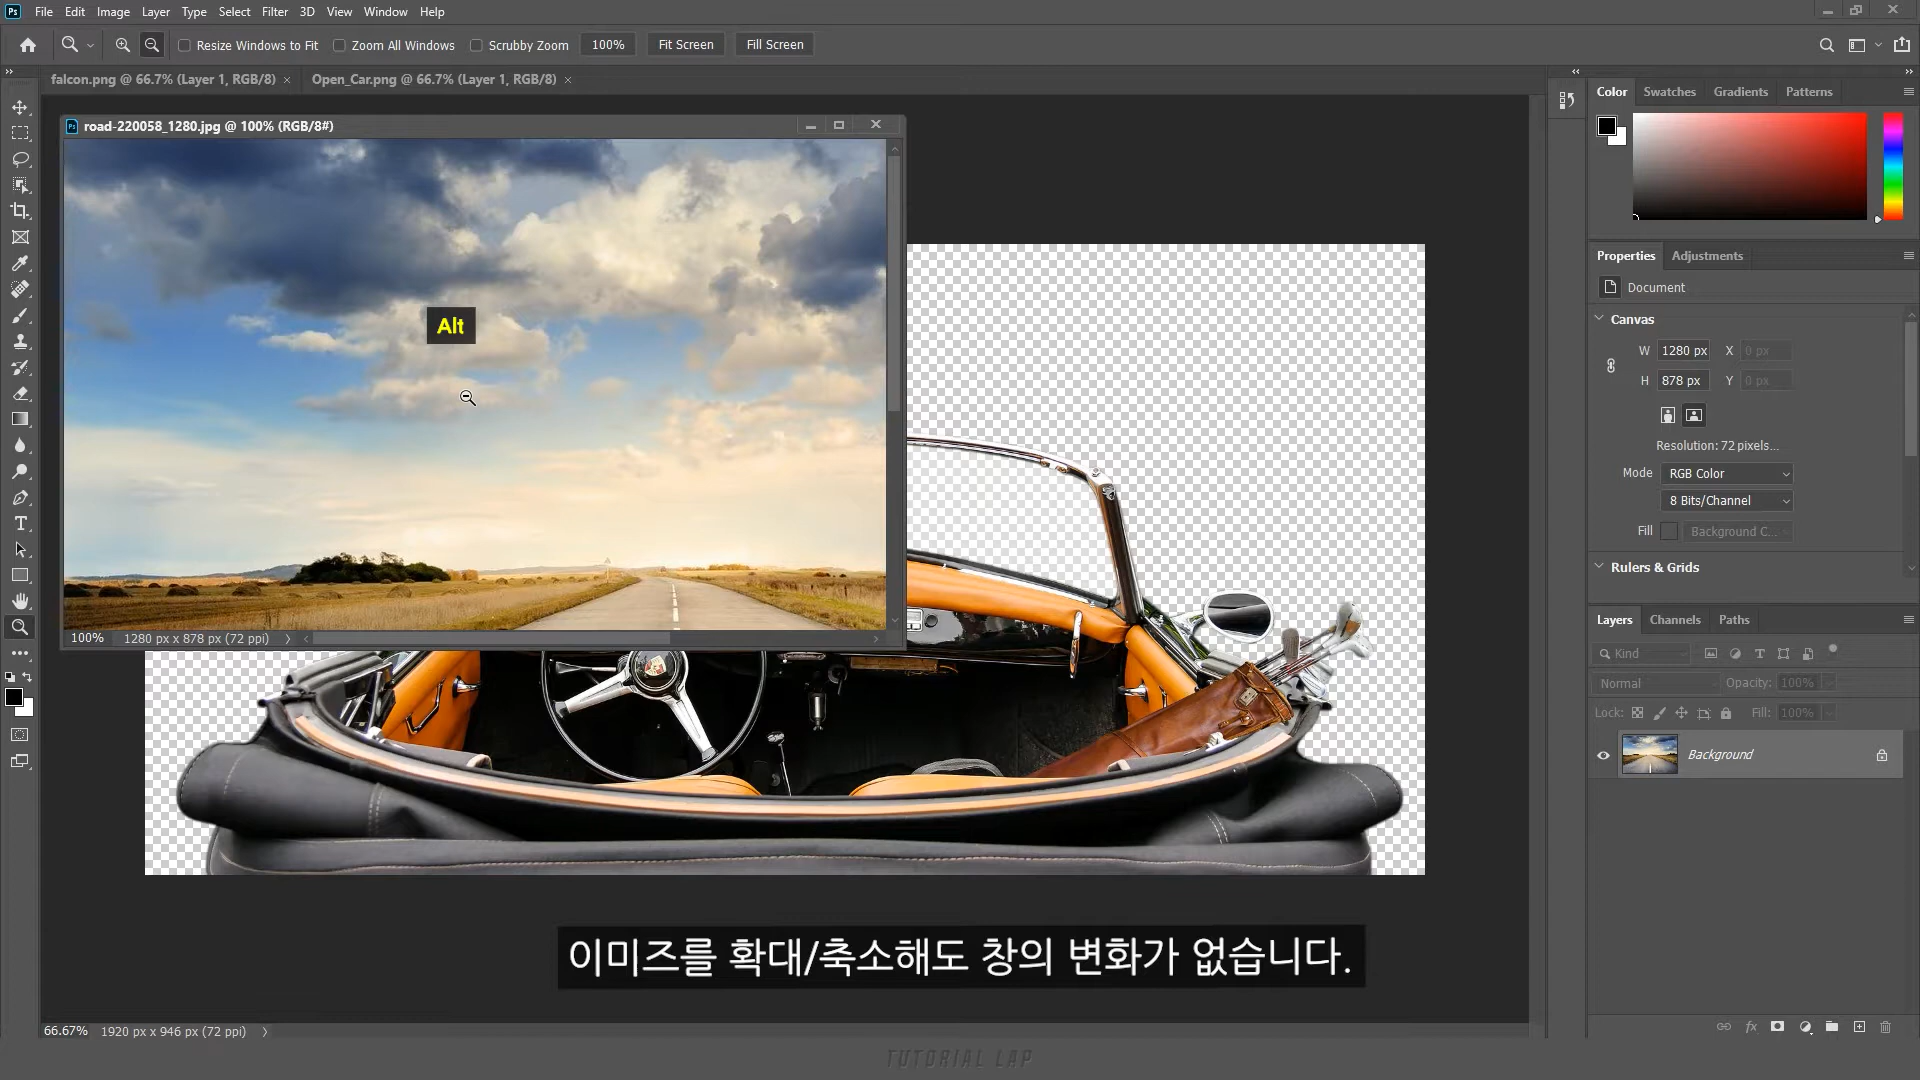 Ps File Edit Image Layer Type Select Filter 3D View Window Help
Resize Windows to Fit Zoom All Windows Scrubby Zoom 100% Fit Screen Fill Screen
falcon.png @ 66.7% (Layer 1, RGB/8) × Open_Car.png @ 66.7% (Layer 1, RGB/8) ×
road-220058_1280.jpg @ 100% (RGB/8#)
Alt
100% 1280 px x 878 px (72 ppi)
이미즈를 확대/축소해도 창의 변화가 없습니다.
66.67% 1920 px x 946 px (72 ppi)
TUTORIAL LAP
Color Swatches Gradients Patterns
Properties Adjustments
Document
Canvas
W 1280 px X 0 px
H 878 px Y 0 px
Resolution: 72 pixels...
Mode RGB Color
8 Bits/Channel
Fill Background C...
Rulers & Grids
Layers Channels Paths
Kind
Normal Opacity: 100%
Lock: Fill: 100%
Background